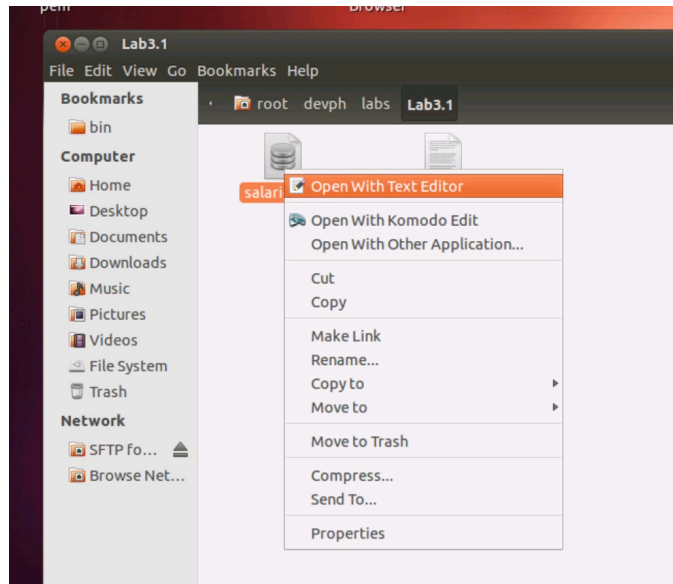 pem Browser
Lab3.1
File Edit View Go Bookmarks Help
Bookmarks
bin
Computer
Home
Desktop
Documents
Downloads
Music
Pictures
Videos
File System
Trash
Network
SFTP fo...
Browse Net...
root devph labs Lab3.1
salari
Open With Text Editor
Open With Komodo Edit
Open With Other Application...
Cut
Copy
Make Link
Rename...
Copy to
Move to
Move to Trash
Compress...
Send To...
Properties